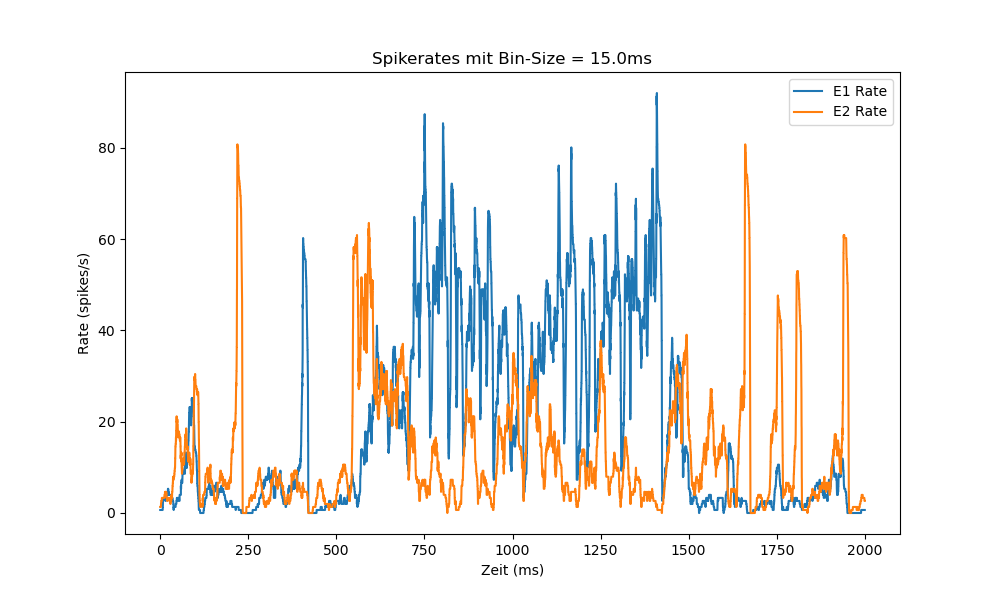 Spikerates mit Bin-Size = 15.0ms
E1 Rate
E2 Rate
80
60
40
20
0
Rate (spikes/s)
0 250 500 750 1000 1250 1500 1750 2000
Zeit (ms)